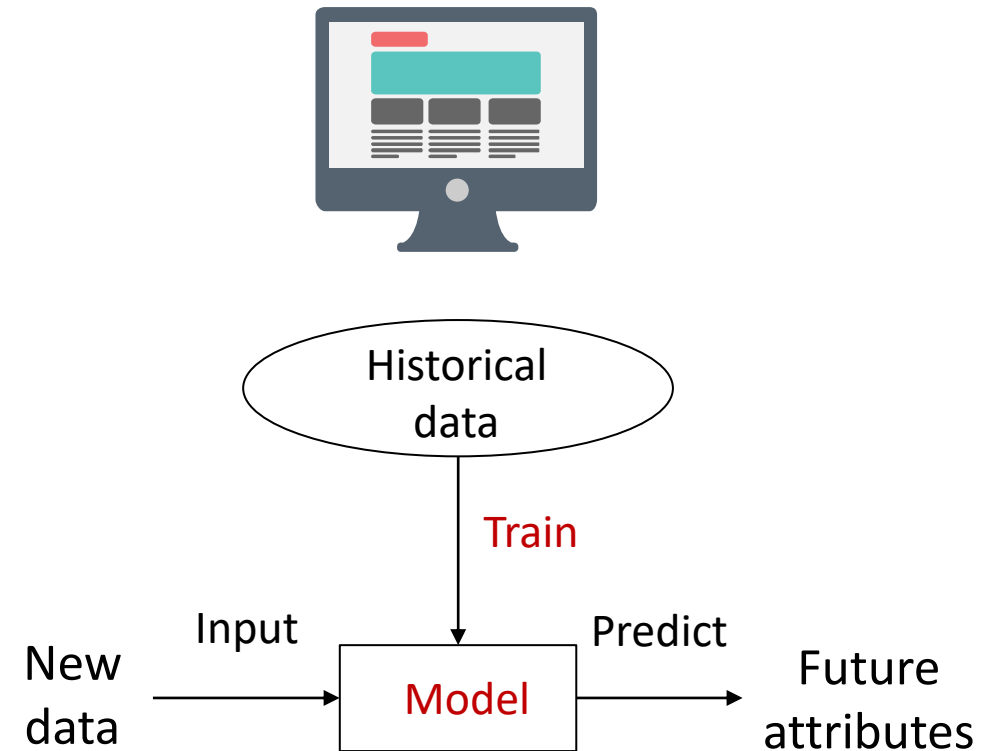 Historical
data
Train
Input
Predict
New
data
Model
Future
attributes